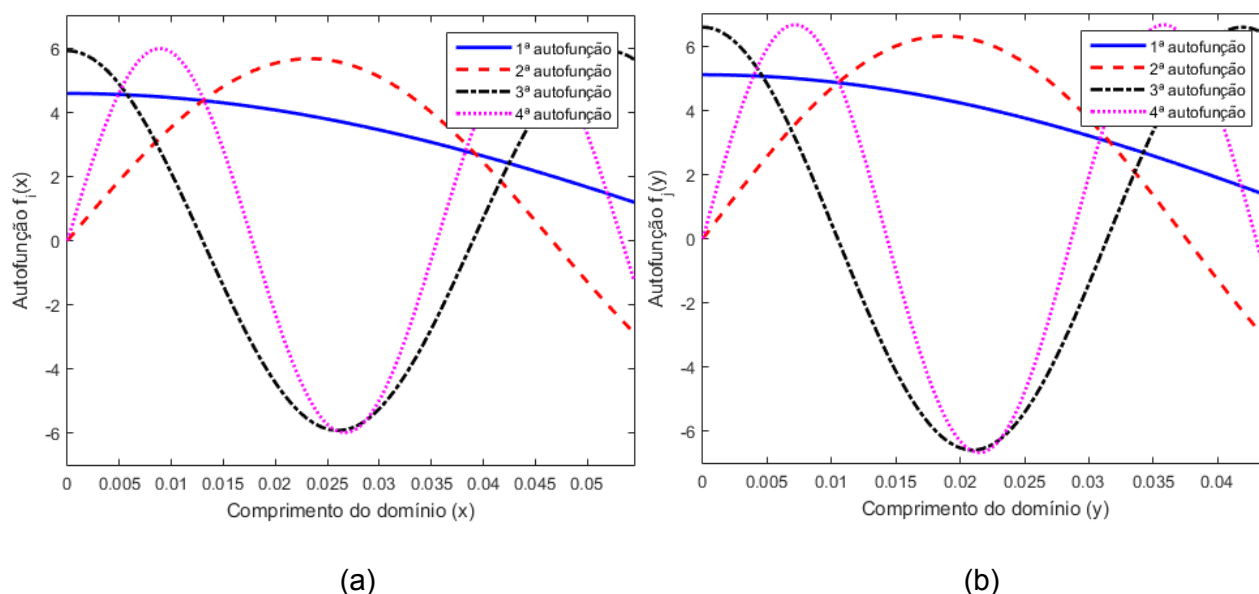 6
4
2
0
-2
-4
-6
Autofunção f_i(x)
1ª autofunção
2ª autofunção
3ª autofunção
4ª autofunção
0 0.005 0.01 0.015 0.02 0.025 0.03 0.035 0.04 0.045 0.05
Comprimento do domínio (x)
(a)
6
4
2
0
-2
-4
-6
Autofunção f_j(y)
1ª autofunção
2ª autofunção
3ª autofunção
4ª autofunção
0 0.005 0.01 0.015 0.02 0.025 0.03 0.035 0.04
Comprimento do domínio (y)
(b)